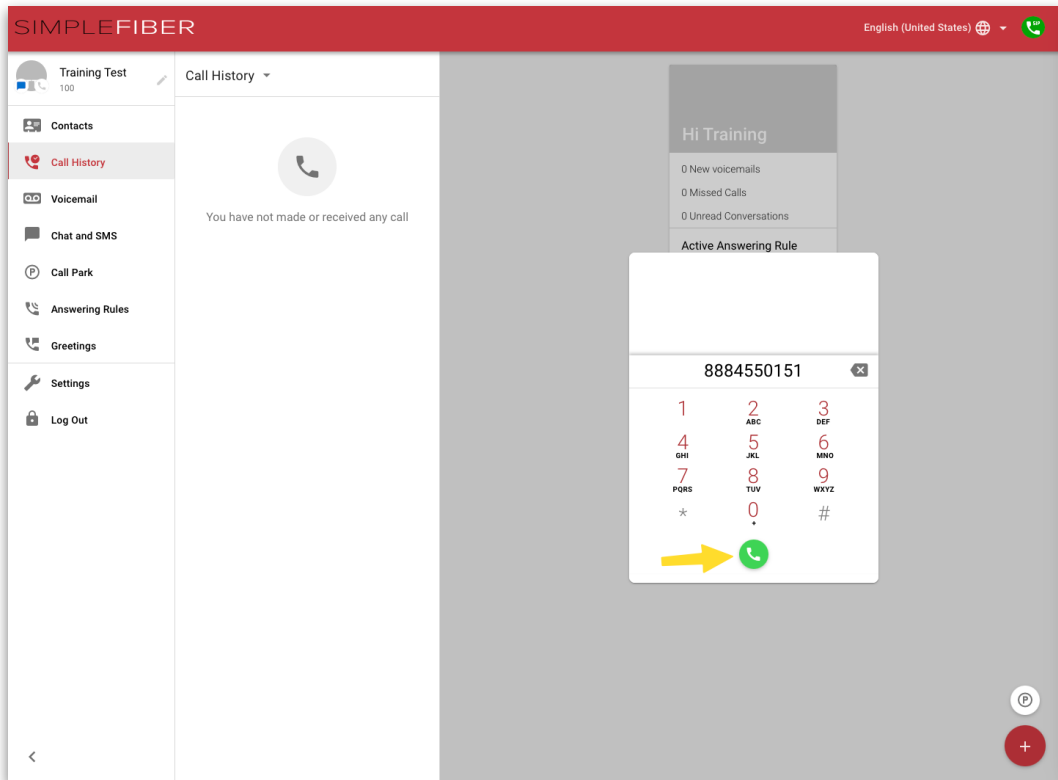 SIMPLEFIBER
English (United States)
SIP
Training Test
100
Contacts
Call History
Voicemail
Chat and SMS
P
Call Park
Answering Rules
Greetings
Settings
Log Out
Call History
You have not made or received any call
Hi Training
0 New voicemails
0 Missed Calls
0 Unread Conversations
Active Answering Rule
8884550151
1 2 3
ABC DEF
4 5 6
GHI JKL MNO
7 8 9
PQRS TUV WXYZ
* 0 #
+
P
+